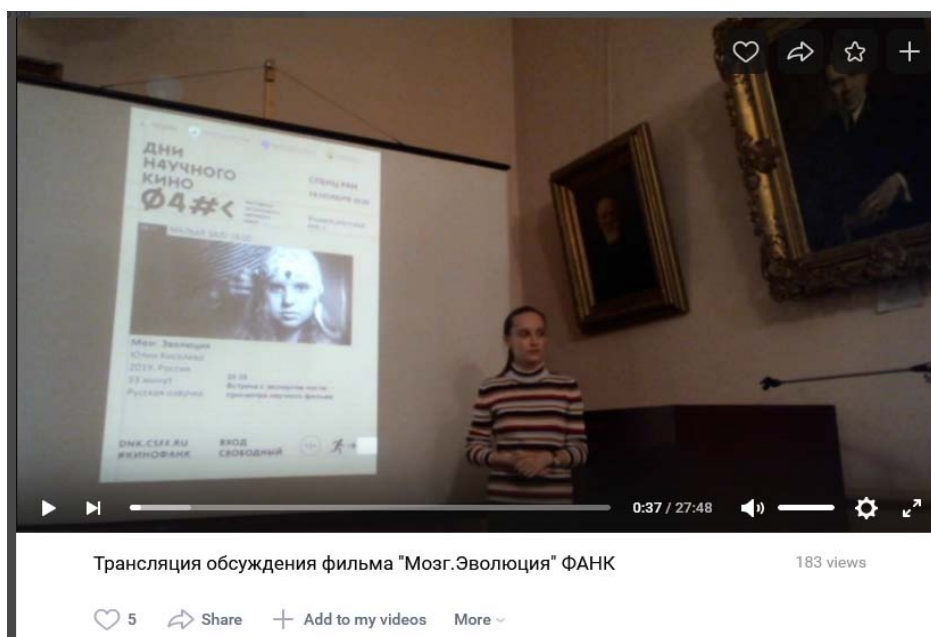 ДНИ
НАУЧНОГО
КИНО
Ø4#<
Мозг. Эволюция
Юлия Киселева
2019, Россия
Русская озвучка
20:30
Встреча с экспертом после
просмотра научного фильма
DNK.CSFF.RU
#КИНОФАНК
ВХОД
СВОБОДНЫЙ
0:37 / 27:48
Трансляция обсуждения фильма "Мозг.Эволюция" ФАНК
183 views
5
Share
Add to my videos
More